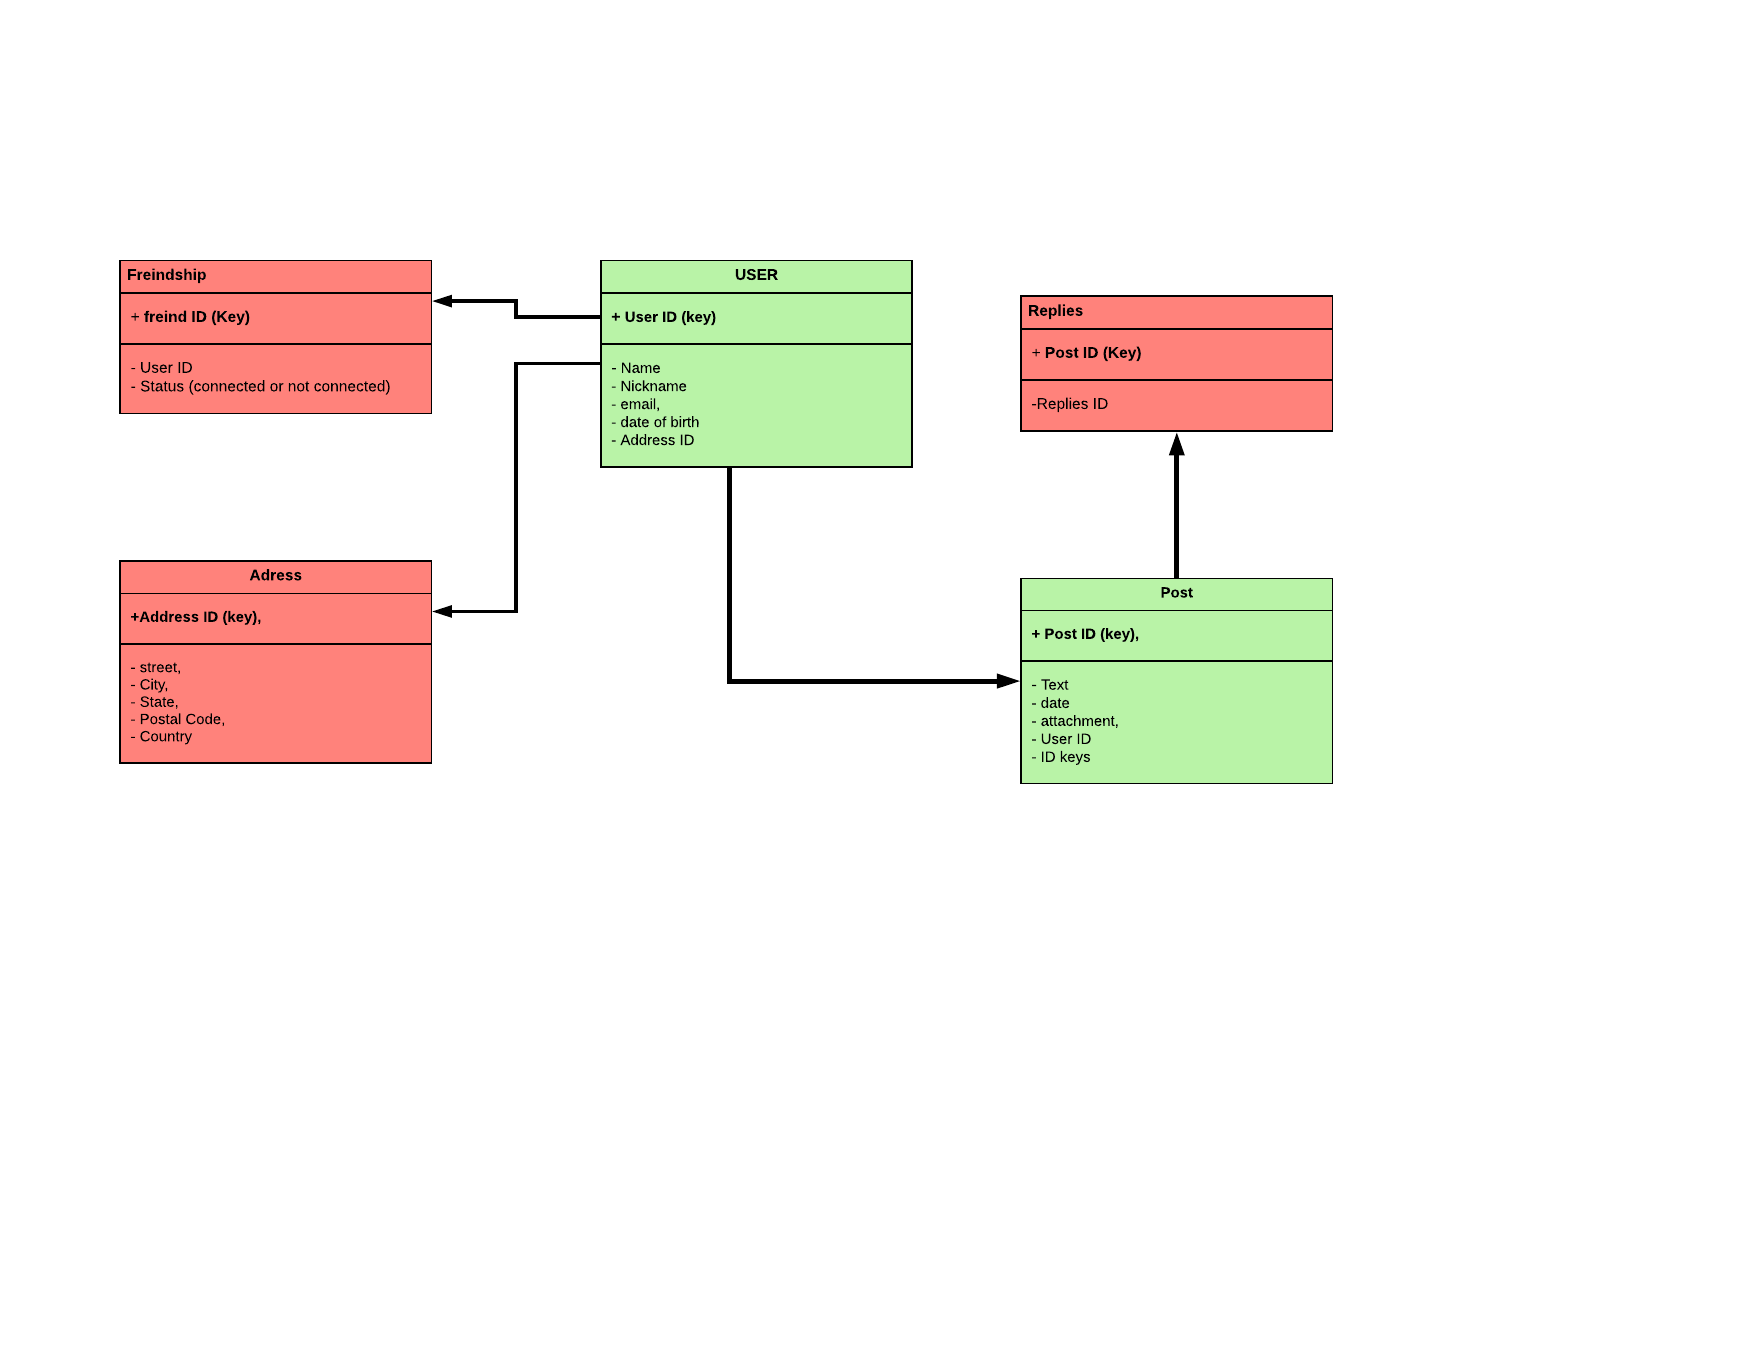 Freindship
+ freind ID (Key)
- User ID
- Status (connected or not connected)
USER
+ User ID (key)
- Name
- Nickname
- email,
- date of birth
- Address ID
Replies
+ Post ID (Key)
-Replies ID
Adress
+Address ID (key),
- street,
- City,
- State,
- Postal Code,
- Country
Post
+ Post ID (key),
- Text
- date
- attachment,
- User ID
- ID keys